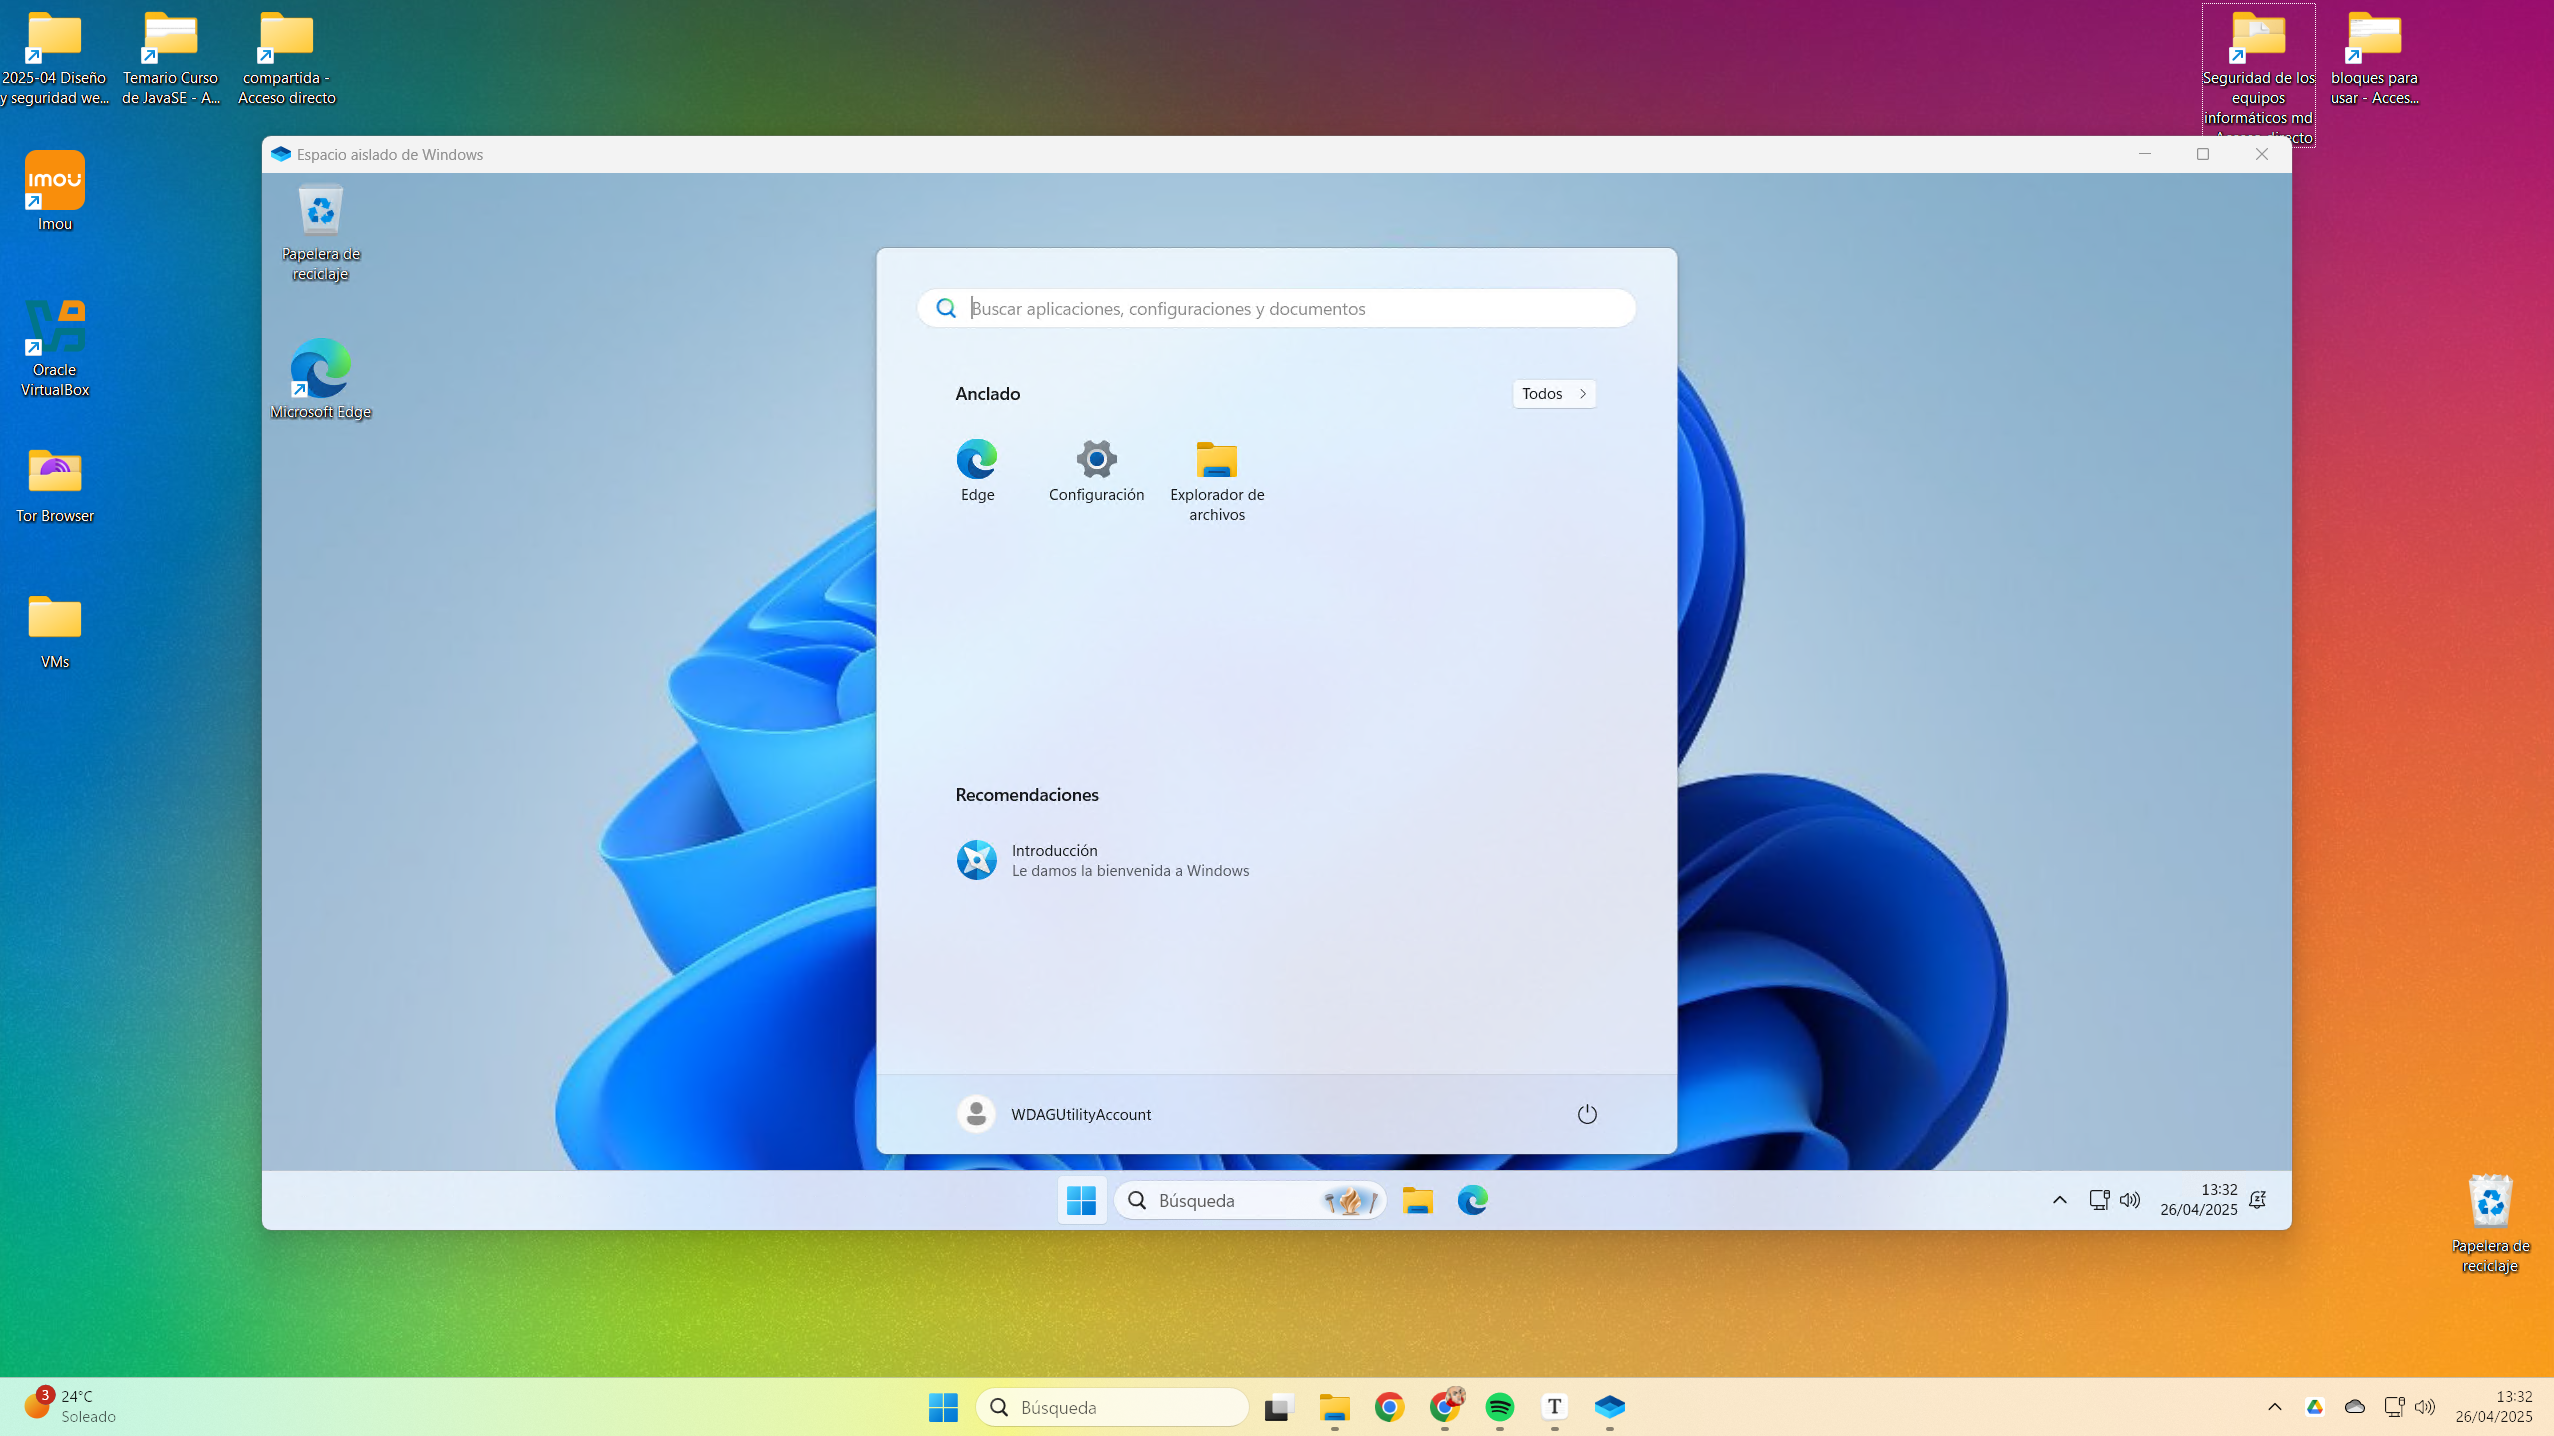 2025-04 Diseño
y seguridad we...
Temario Curso
de JavaSE - A...
compartida -
Acceso directo
Seguridad de los
equipos
informáticos md
- Acceso directo
bloques para
usar - Acces...
imou
Imou
Oracle
VirtualBox
Tor Browser
VMs
Espacio aislado de Windows
Papelera de
reciclaje
Microsoft Edge
Buscar aplicaciones, configuraciones y documentos
Anclado
Todos
Edge
Configuración
Explorador de
archivos
Recomendaciones
Introducción
Le damos la bienvenida a Windows
WDAGUtilityAccount
Búsqueda
13:32
26/04/2025
Papelera de
reciclaje
3
24°C
Soleado
Búsqueda
T
13:32
26/04/2025